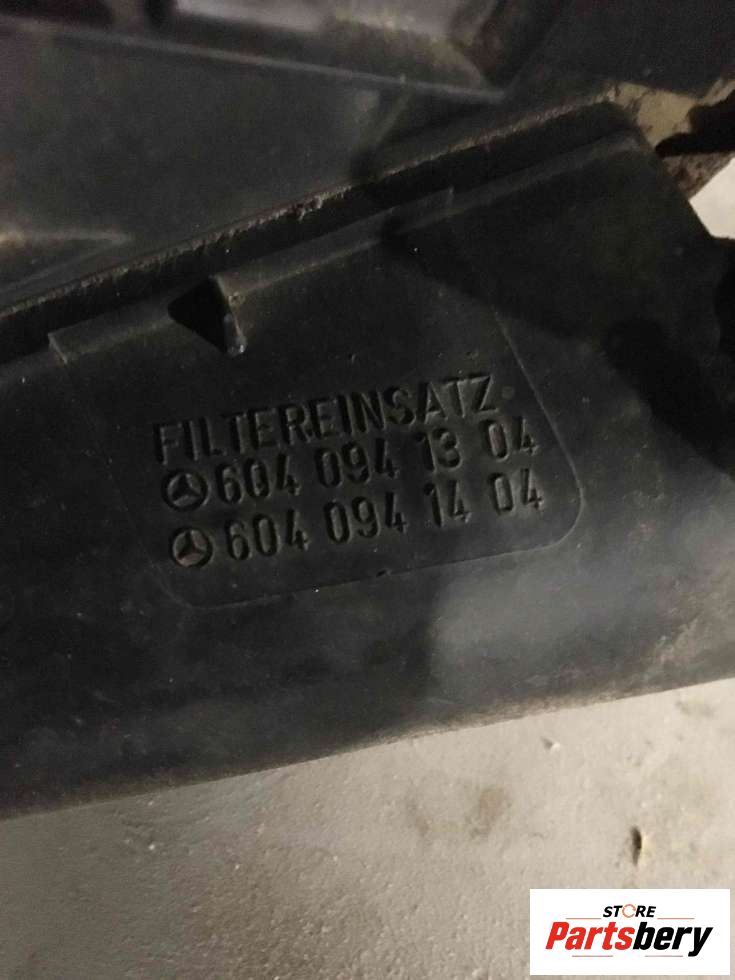 FILTEREINSATZ
604 094 13 04
604 094 14 04
STORE
Partsbery